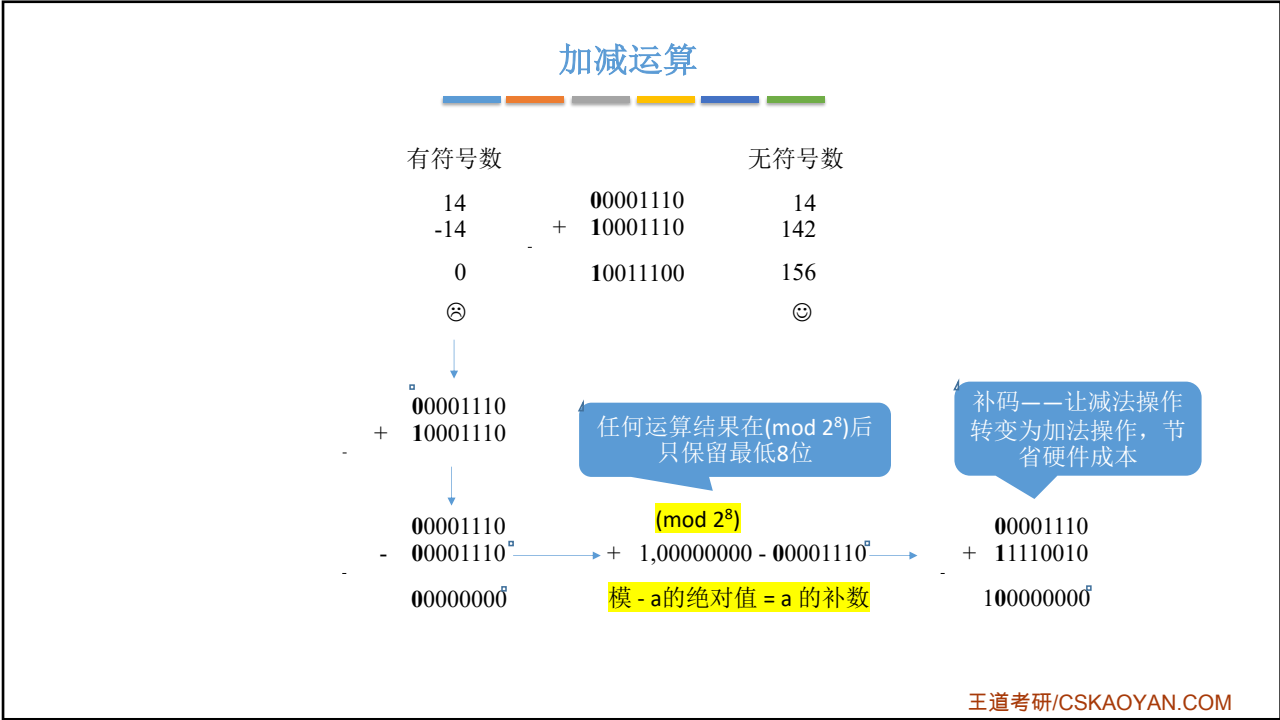 加减运算
有符号数
无符号数
14
00001110
14
-14
+ 10001110
142
0
10011100
156
00001110
+ 10001110
任何运算结果在(mod 2⁸)后
只保留最低8位
补码——让减法操作
转变为加法操作，节
省硬件成本
00001110
(mod 2⁸)
00001110
- 00001110
+ 1,00000000 - 00001110
+ 11110010
00000000
模 - a的绝对值 = a 的补数
100000000
王道考研/CSKAOYAN.COM